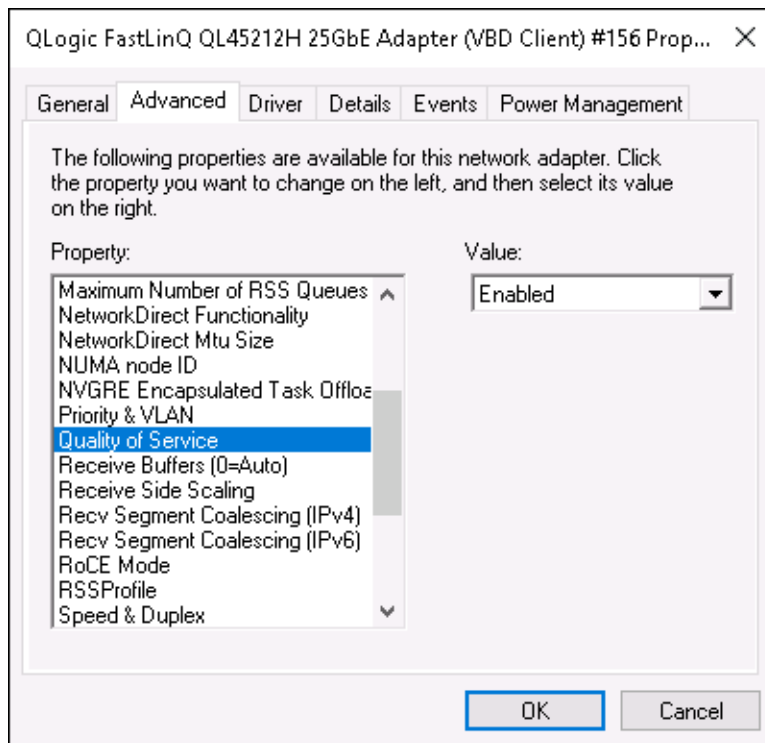 QLogic FastLinQ QL45212H 25GbE Adapter (VBD Client) #156 Prop...
General Advanced Driver Details Events Power Management
The following properties are available for this network adapter. Click
the property you want to change on the left, and then select its value
on the right.
Property:
Value:
Maximum Number of RSS Queues
NetworkDirect Functionality
NetworkDirect Mtu Size
NUMA node ID
NVGRE Encapsulated Task Offloa
Priority & VLAN
Quality of Service
Receive Buffers (0=Auto)
Receive Side Scaling
Recv Segment Coalescing (IPv4)
Recv Segment Coalescing (IPv6)
RoCE Mode
RSSProfile
Speed & Duplex
Enabled
OK
Cancel